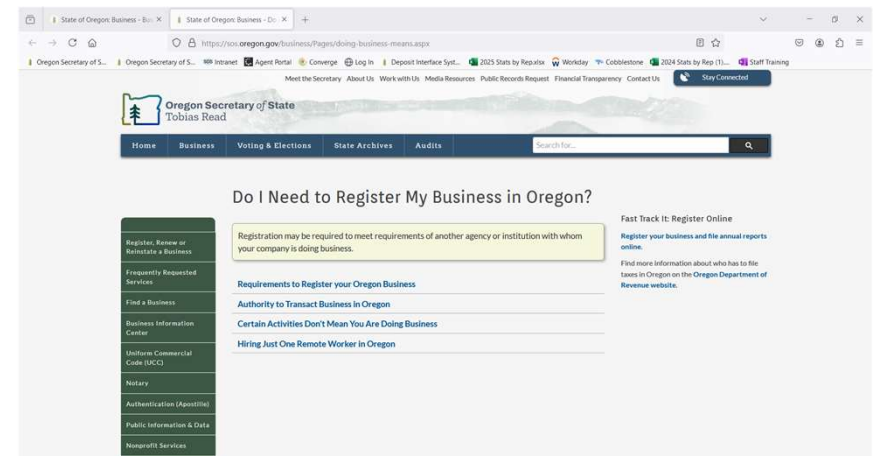 State of Oregon: Business - Bus
State of Oregon: Business - Do
https://sos.oregon.gov/business/Pages/doing-business-means.aspx
Oregon Secretary of S... Oregon Secretary of S... Intranet Agent Portal Converge Log In Deposit Interface Syst... 2025 Stats by Rep.xlsx Workday Cobblestone 2024 Stats by Rep (1).... Staff Training
Meet the Secretary About Us Work with Us Media Resources Public Records Request Financial Transparency Contact Us Stay Connected
Oregon Secretary of State
Tobias Read
Home Business Voting & Elections State Archives Audits Search for...
Do I Need to Register My Business in Oregon?
Register, Renew or
Reinstate a Business
Frequently Requested
Services
Find a Business
Business Information
Center
Uniform Commercial
Code (UCC)
Notary
Authentication (Apostille)
Public Information & Data
Nonprofit Services
Registration may be required to meet requirements of another agency or institution with whom
your company is doing business.
Requirements to Register your Oregon Business
Authority to Transact Business in Oregon
Certain Activities Don't Mean You Are Doing Business
Hiring Just One Remote Worker in Oregon
Fast Track It: Register Online
Register your business and file annual reports
online.
Find more information about who has to file
taxes in Oregon on the Oregon Department of
Revenue website.